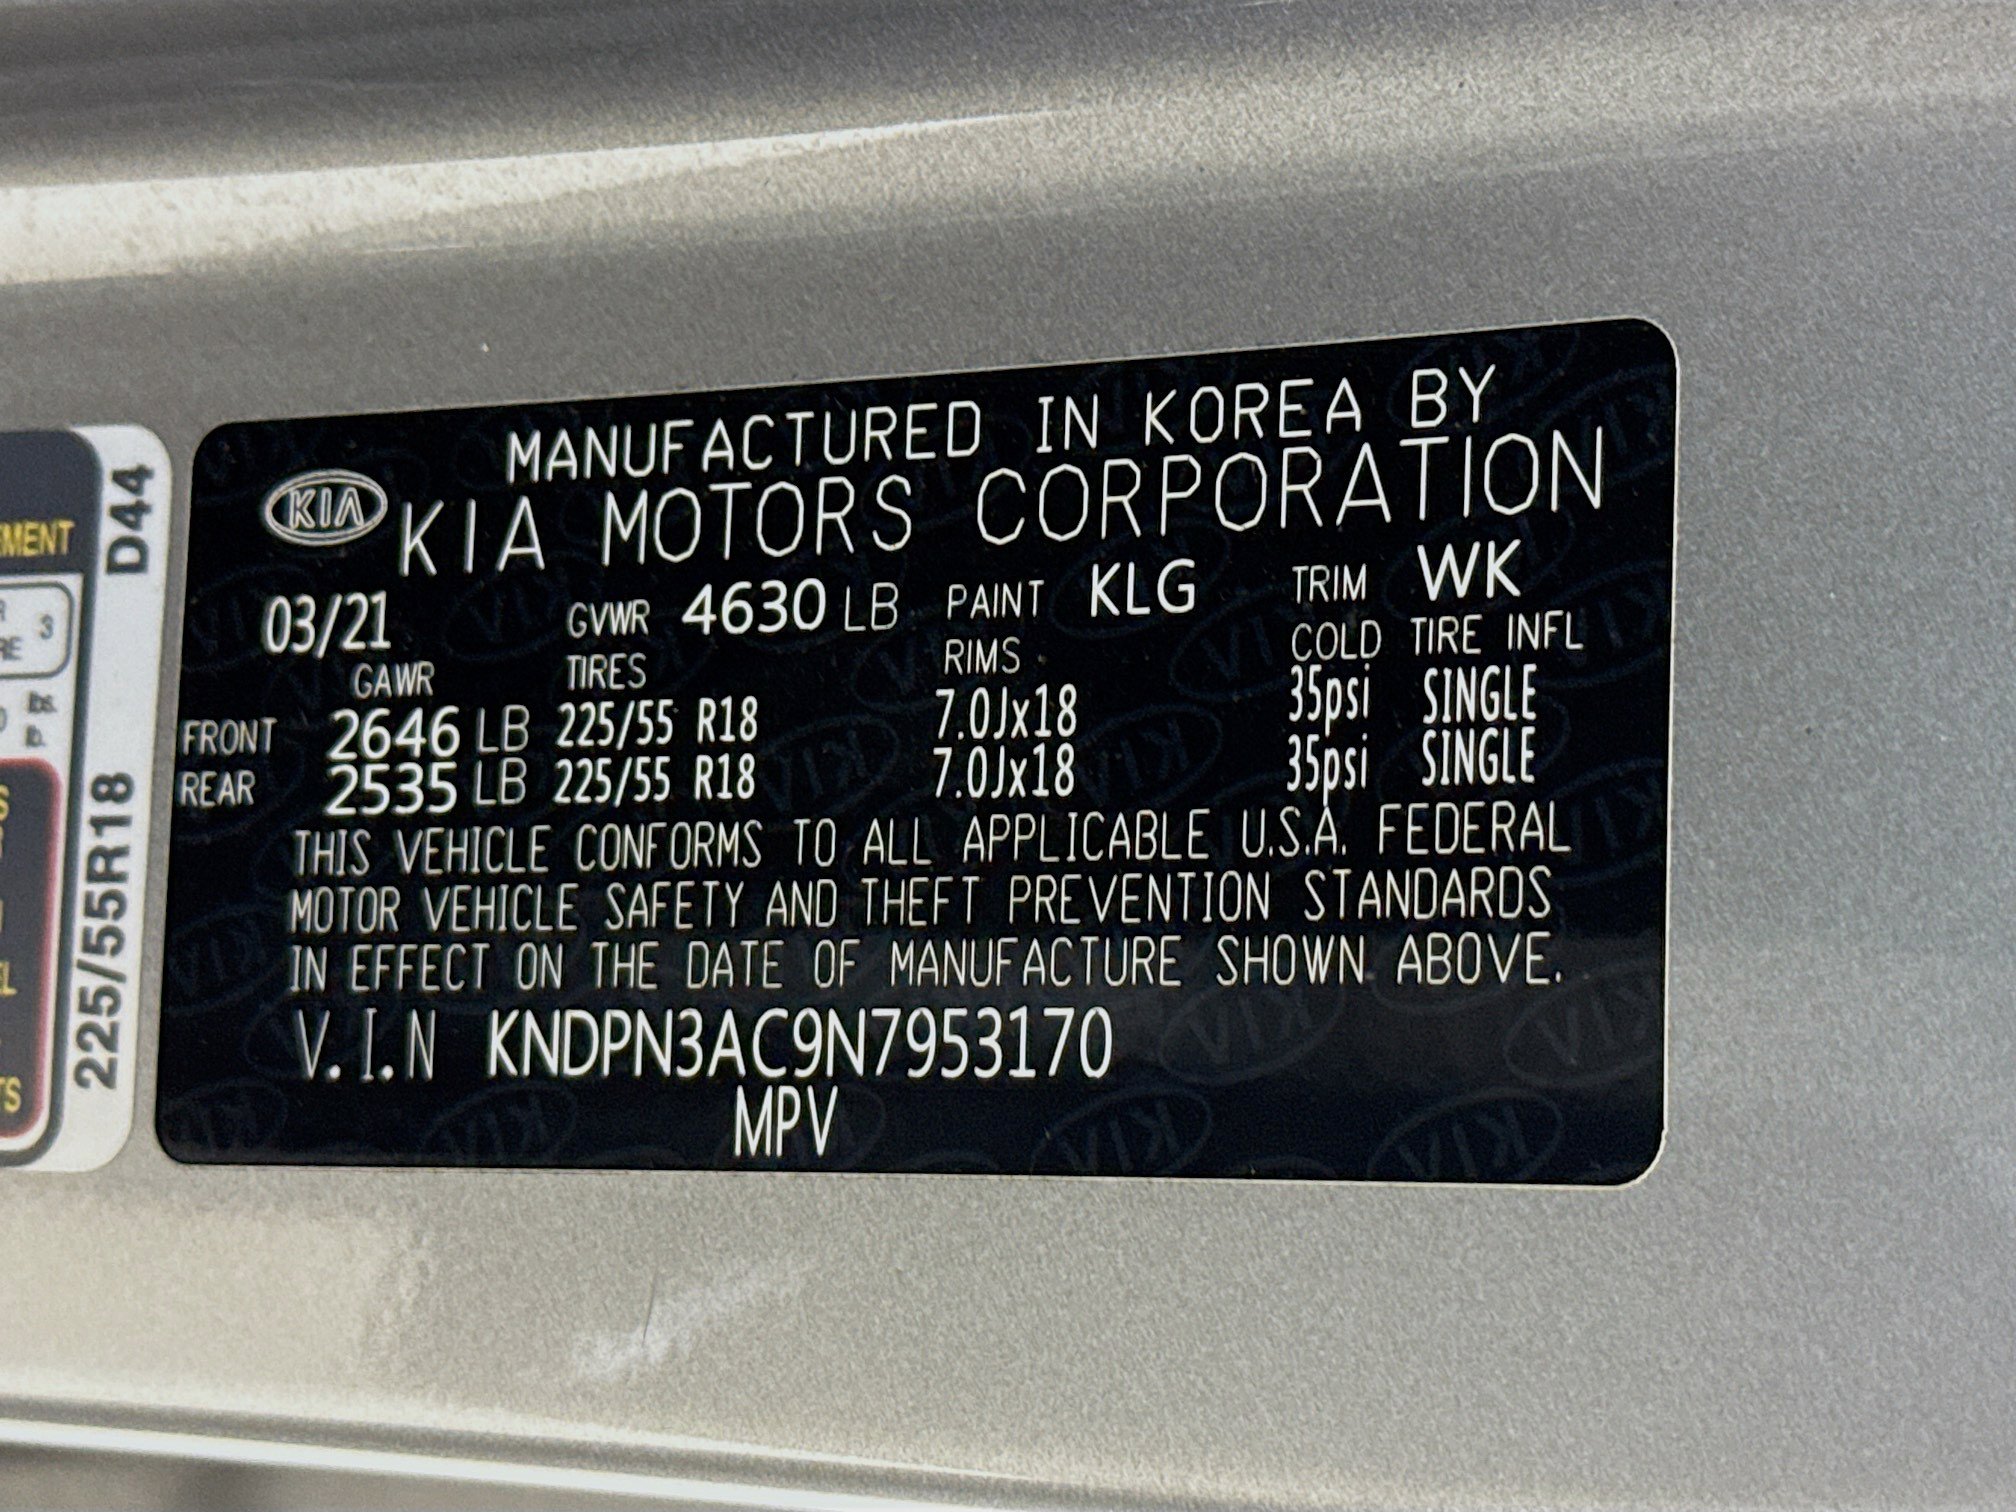 MANUFACTURED IN KOREA BY
KIA KIA MOTORS CORPORATION
03/21 GVWR 4630 LB PAINT KLG TRIM WK
GAWR TIRES RIMS COLD TIRE INFL
FRONT 2646 LB 225/55 R18 7.0Jx18 35psi SINGLE
REAR 2535 LB 225/55 R18 7.0Jx18 35psi SINGLE
THIS VEHICLE CONFORMS TO ALL APPLICABLE U.S.A. FEDERAL
MOTOR VEHICLE SAFETY AND THEFT PREVENTION STANDARDS
IN EFFECT ON THE DATE OF MANUFACTURE SHOWN ABOVE.
V.I.N KNDPN3AC9N7953170
MPV
D44
225/55R18
3
lbs.